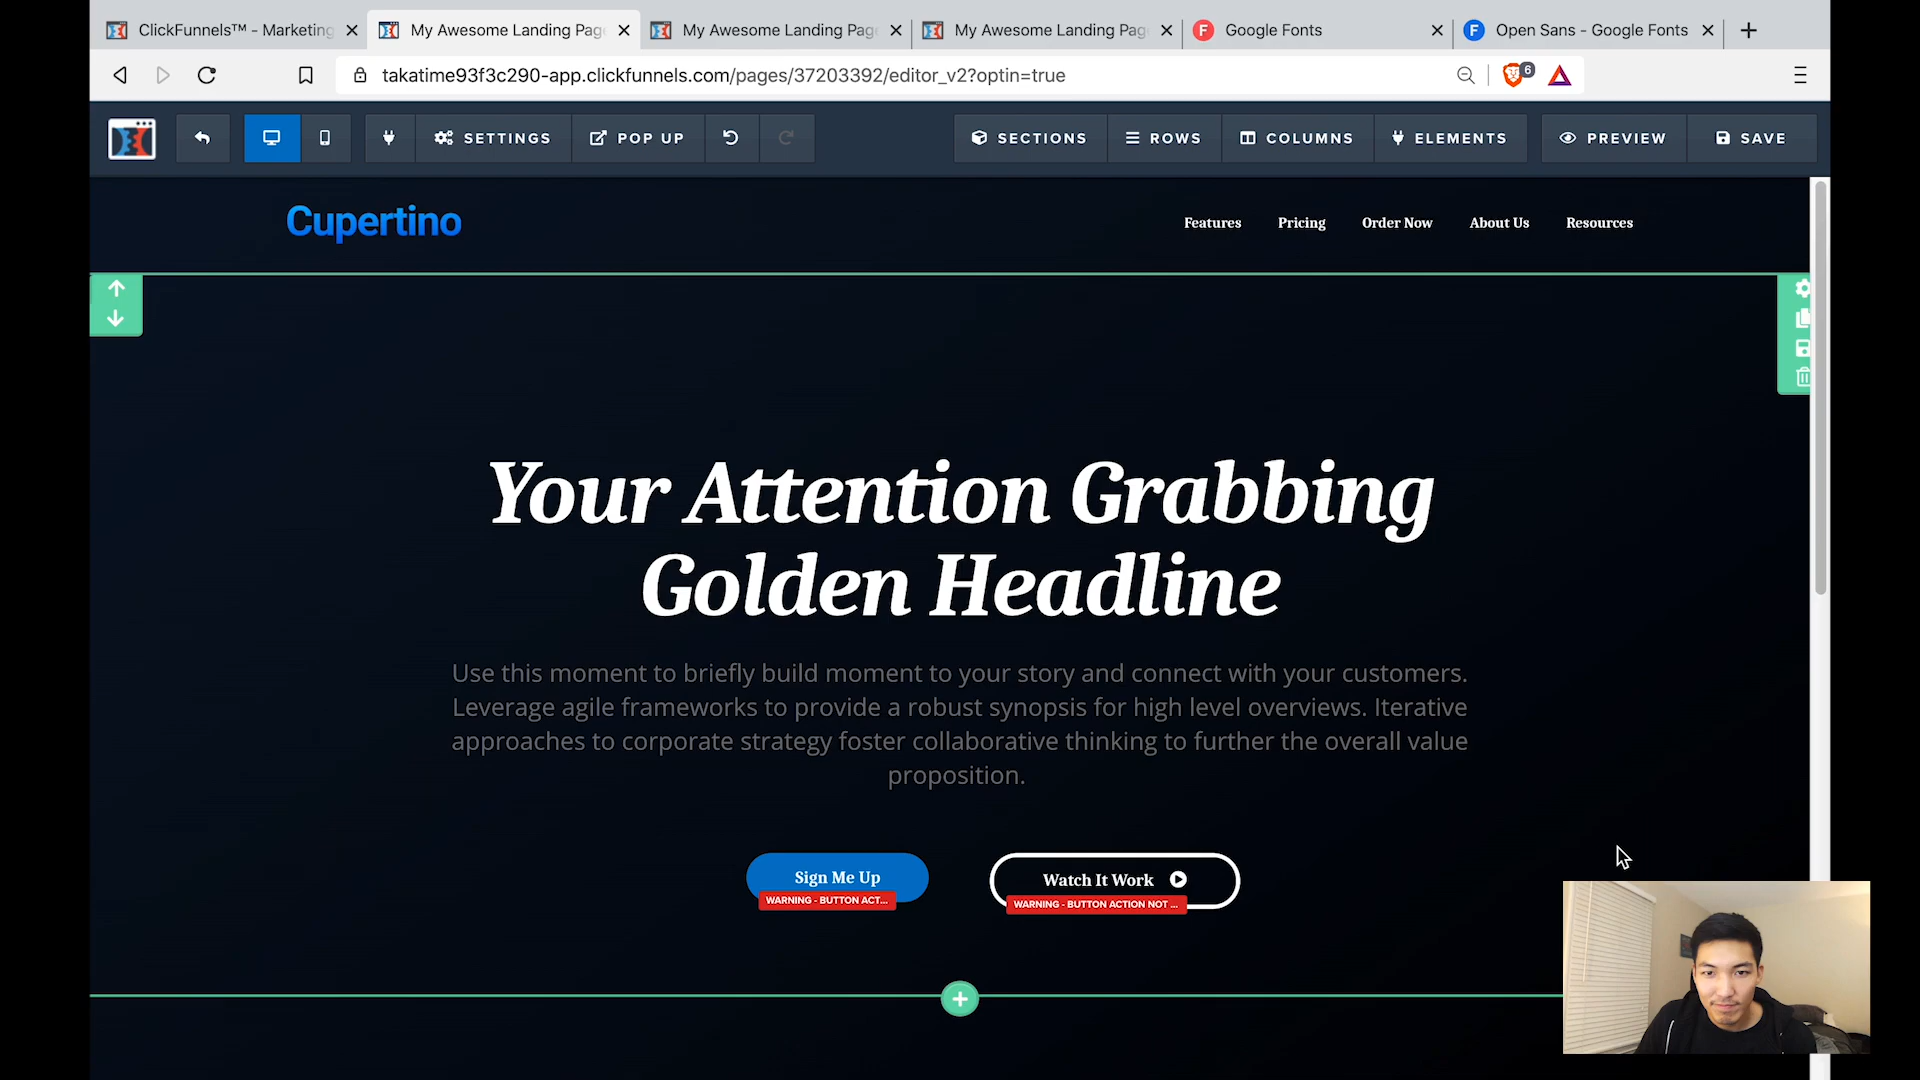 ClickFunnels™ - Marketing
My Awesome Landing Pag
My Awesome Landing Pag
My Awesome Landing Pag
F Google Fonts
F Open Sans - Google Fonts
takatime93f3c290-app.clickfunnels.com/pages/37203392/editor_v2?optin=true
6
SETTINGS
POP UP
SECTIONS
ROWS
COLUMNS
ELEMENTS
PREVIEW
SAVE
Cupertino
Features
Pricing
Order Now
About Us
Resources
Your Attention Grabbing
Golden Headline
Use this moment to briefly build moment to your story and connect with your customers.
Leverage agile frameworks to provide a robust synopsis for high level overviews. Iterative
approaches to corporate strategy foster collaborative thinking to further the overall value
proposition.
Sign Me Up
WARNING - BUTTON ACT...
Watch It Work
WARNING - BUTTON ACTION NOT ...